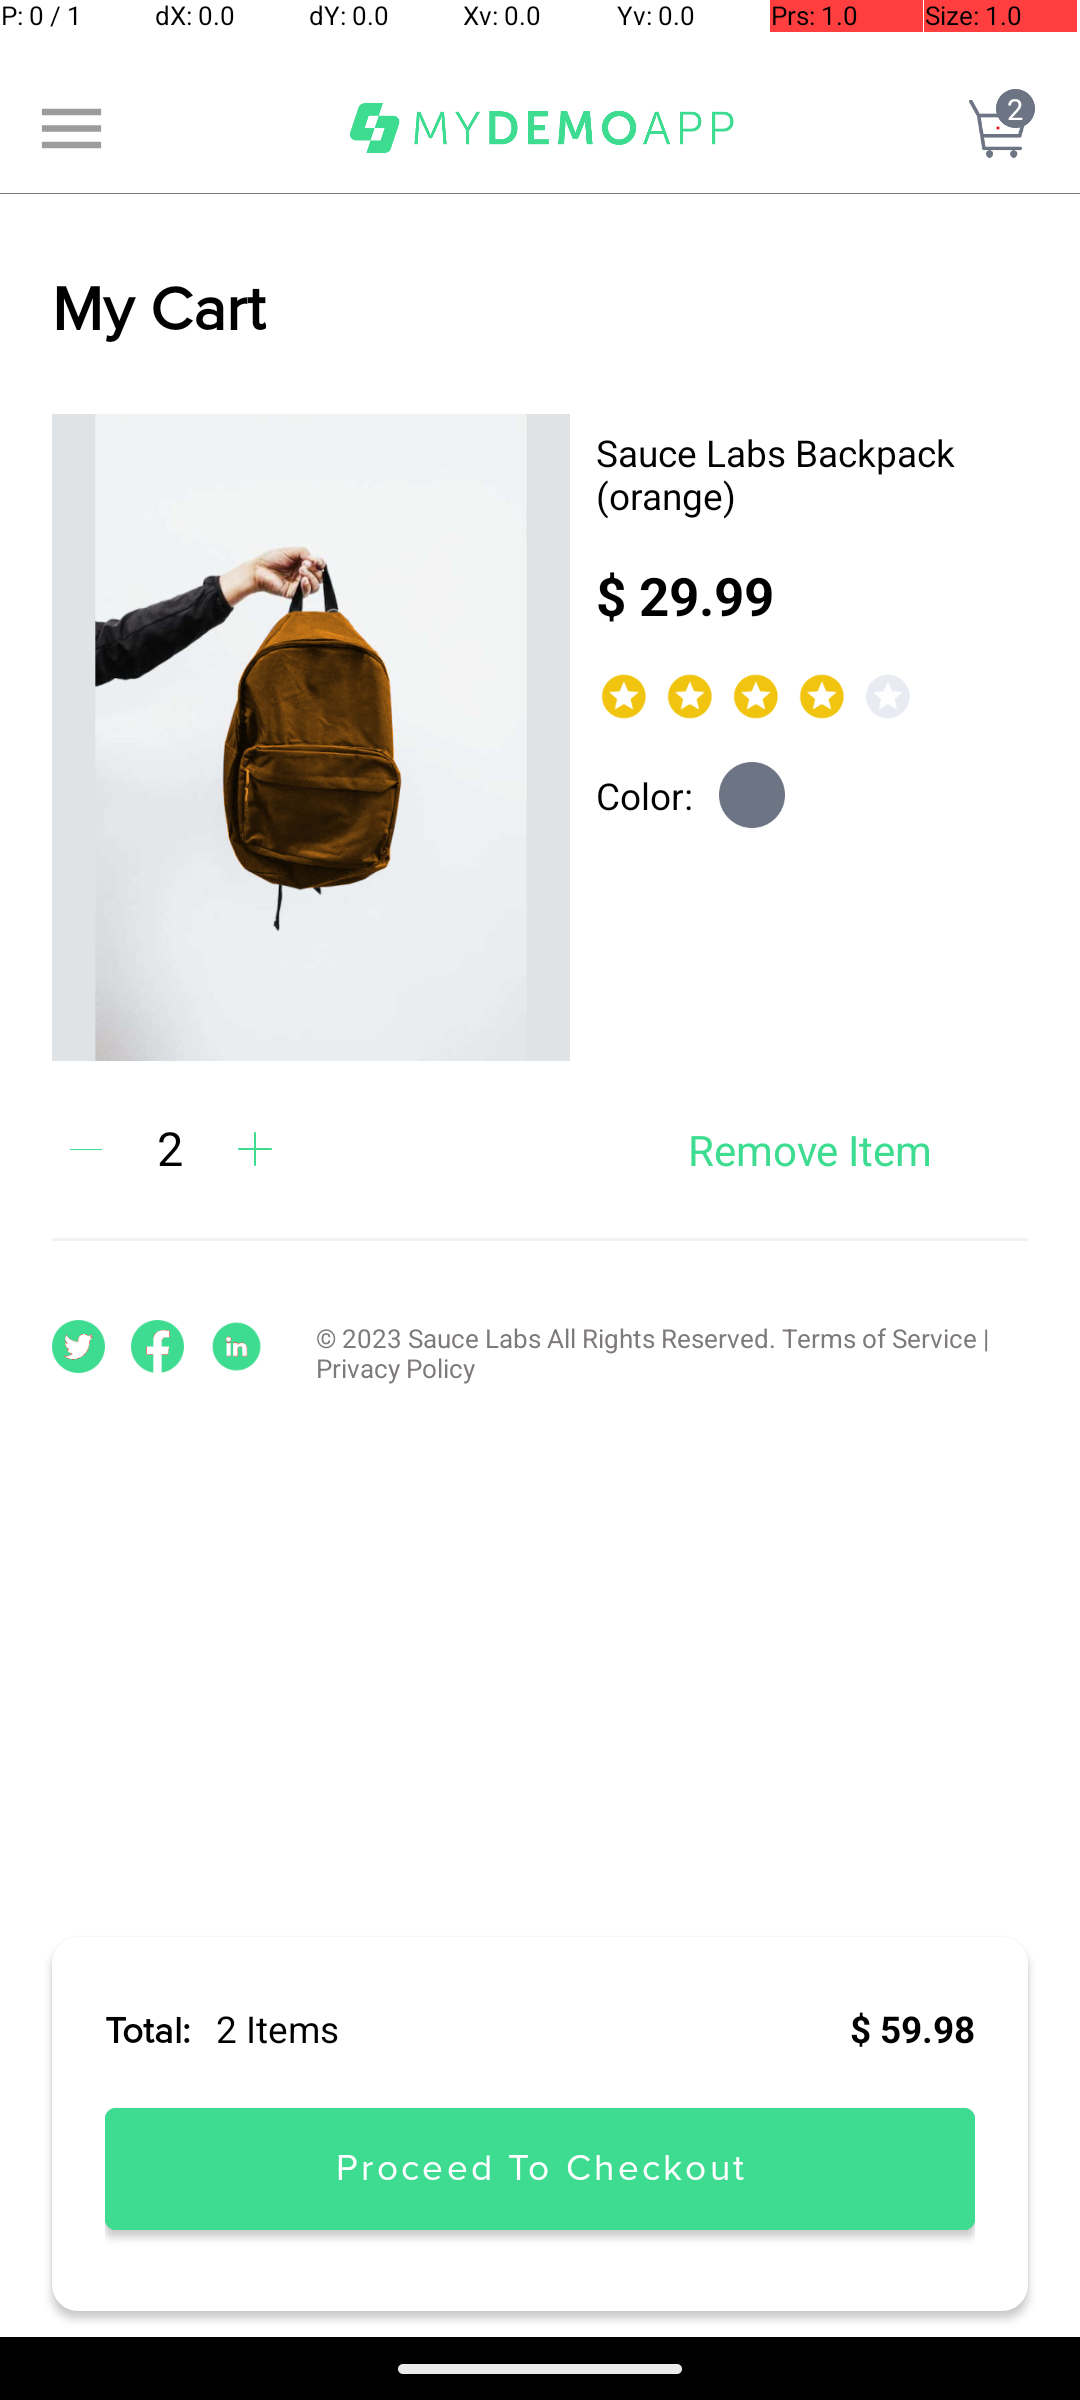 P: 0 / 1 dX: 0.0 dY: 0.0 Xv: 0.0 Yv: 0.0 Prs: 1.0 Size: 1.0
MYDEMOAPP 2
My Cart
Sauce Labs Backpack
(orange)
$ 29.99
Color:
2 Remove Item
© 2023 Sauce Labs All Rights Reserved. Terms of Service |
Privacy Policy
Total: 2 Items $ 59.98
Proceed To Checkout